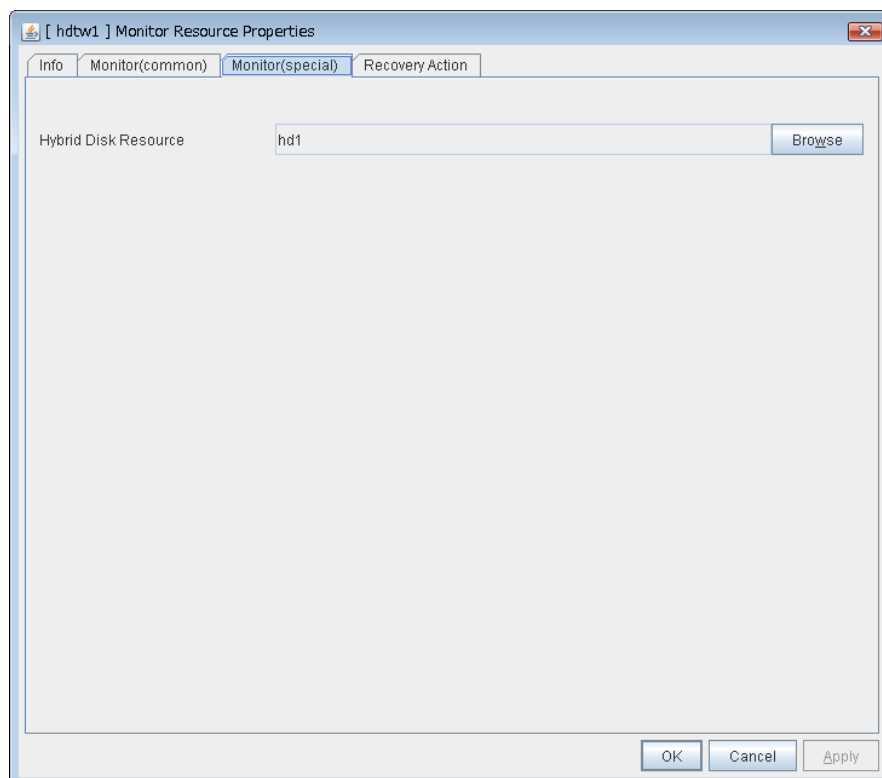 [ hdtw1 ] Monitor Resource Properties
Info Monitor(common) Monitor(special) Recovery Action
Hybrid Disk Resource hd1 Browse
OK Cancel Apply